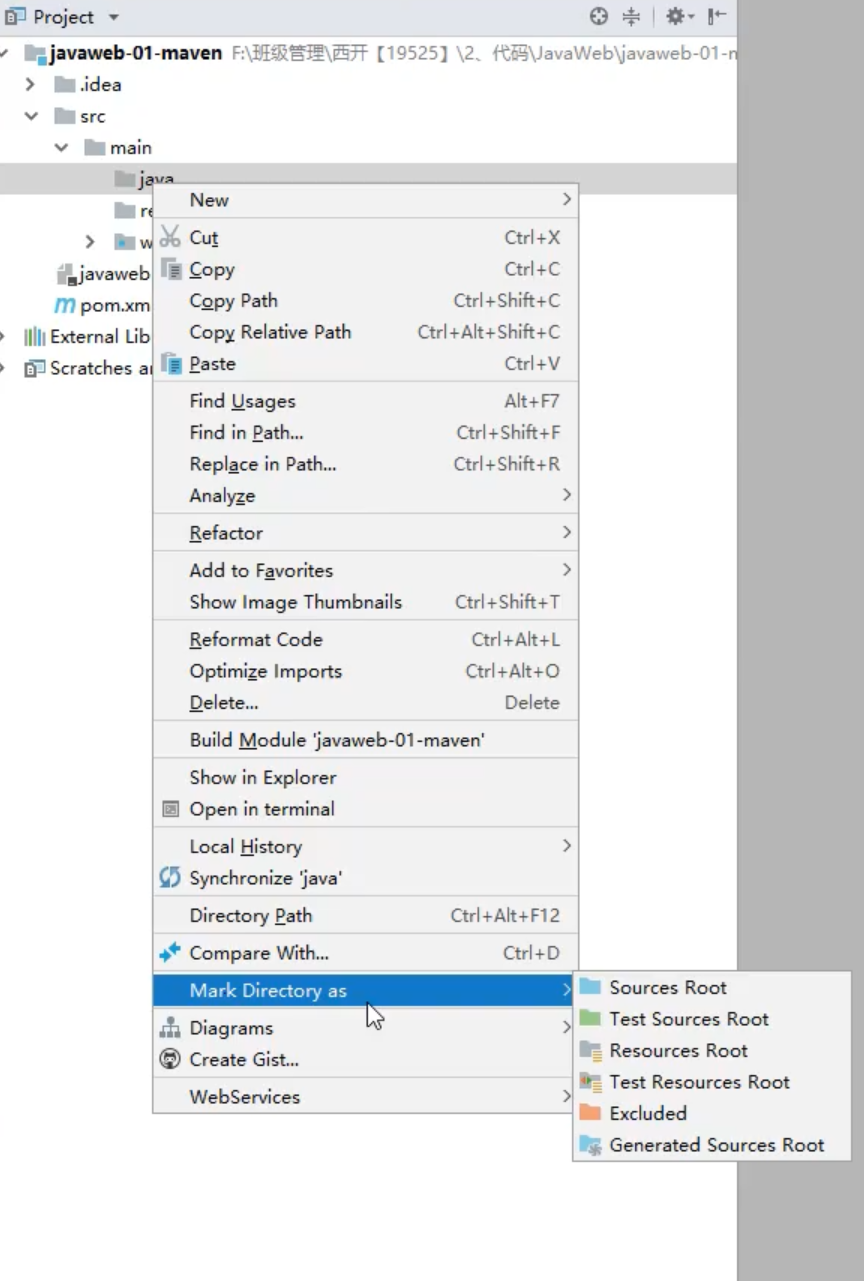 Project
javaweb-01-maven F:\班级管理\西开【19525】\2、代码\JavaWeb\javaweb-01-m
.idea
src
main
java
re
w
javaweb
pom.xm
External Lib
Scratches a
New
Cut Ctrl+X
Copy Ctrl+C
Copy Path Ctrl+Shift+C
Copy Relative Path Ctrl+Alt+Shift+C
Paste Ctrl+V
Find Usages Alt+F7
Find in Path... Ctrl+Shift+F
Replace in Path... Ctrl+Shift+R
Analyze
Refactor
Add to Favorites
Show Image Thumbnails Ctrl+Shift+T
Reformat Code Ctrl+Alt+L
Optimize Imports Ctrl+Alt+O
Delete... Delete
Build Module 'javaweb-01-maven'
Show in Explorer
Open in terminal
Local History
Synchronize 'java'
Directory Path Ctrl+Alt+F12
Compare With... Ctrl+D
Mark Directory as
Diagrams
Create Gist...
WebServices
Sources Root
Test Sources Root
Resources Root
Test Resources Root
Excluded
Generated Sources Root